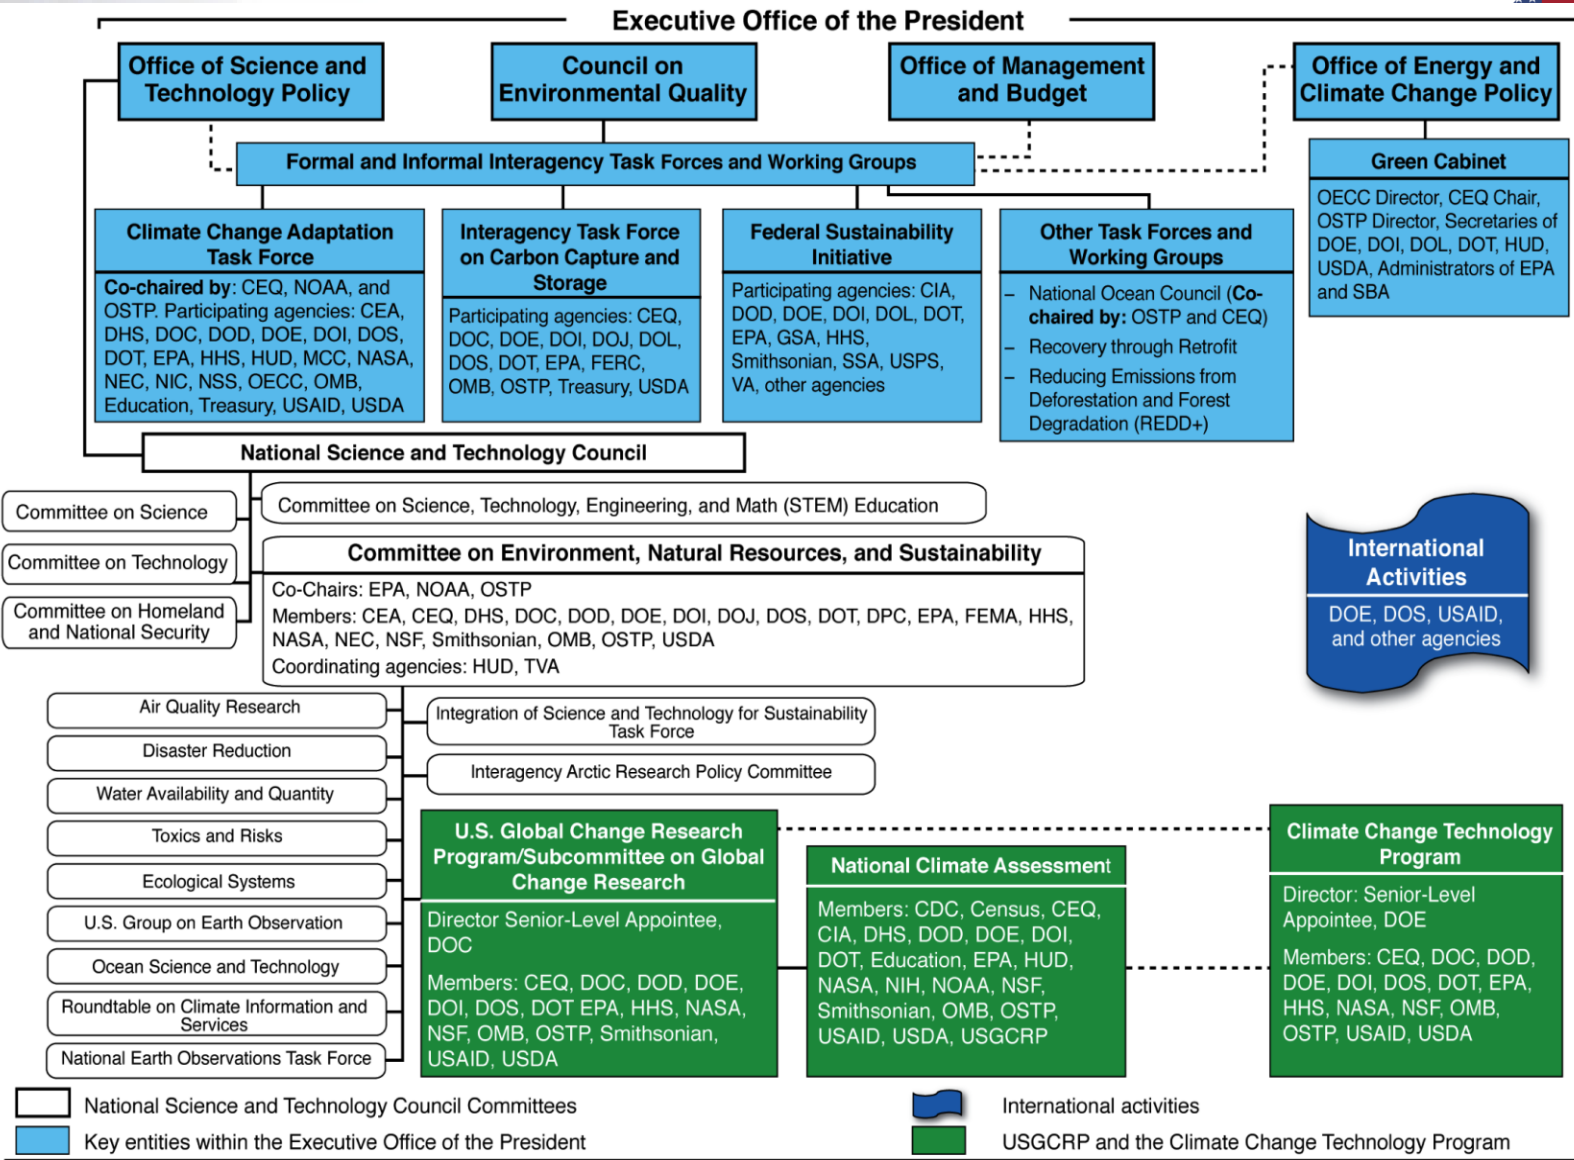 Executive Office of the President
Office of Science and
Technology Policy
Council on
Environmental Quality
Office of Management
and Budget
Office of Energy and
Climate Change Policy
Formal and Informal Interagency Task Forces and Working Groups
Green Cabinet
OECC Director, CEQ Chair,
OSTP Director, Secretaries of
DOE, DOI, DOL, DOT, HUD,
USDA, Administrators of EPA
and SBA
Climate Change Adaptation
Task Force
Co-chaired by: CEQ, NOAA, and
OSTP. Participating agencies: CEA,
DHS, DOC, DOD, DOE, DOI, DOS,
DOT, EPA, HHS, HUD, MCC, NASA,
NEC, NIC, NSS, OECC, OMB,
Education, Treasury, USAID, USDA
Interagency Task Force
on Carbon Capture and
Storage
Participating agencies: CEQ,
DOC, DOE, DOI, DOJ, DOL,
DOS, DOT, EPA, FERC,
OMB, OSTP, Treasury, USDA
Federal Sustainability
Initiative
Participating agencies: CIA,
DOD, DOE, DOI, DOL, DOT,
EPA, GSA, HHS,
Smithsonian, SSA, USPS,
VA, other agencies
Other Task Forces and
Working Groups
– National Ocean Council (Co-
chaired by: OSTP and CEQ)
– Recovery through Retrofit
– Reducing Emissions from
Deforestation and Forest
Degradation (REDD+)
National Science and Technology Council
Committee on Science
Committee on Technology
Committee on Homeland
and National Security
Committee on Science, Technology, Engineering, and Math (STEM) Education
Committee on Environment, Natural Resources, and Sustainability
Co-Chairs: EPA, NOAA, OSTP
Members: CEA, CEQ, DHS, DOC, DOD, DOE, DOI, DOJ, DOS, DOT, DPC, EPA, FEMA, HHS,
NASA, NEC, NSF, Smithsonian, OMB, OSTP, USDA
Coordinating agencies: HUD, TVA
International
Activities
DOE, DOS, USAID,
and other agencies
Air Quality Research
Disaster Reduction
Water Availability and Quantity
Toxics and Risks
Ecological Systems
U.S. Group on Earth Observation
Ocean Science and Technology
Roundtable on Climate Information and
Services
National Earth Observations Task Force
Integration of Science and Technology for Sustainability
Task Force
Interagency Arctic Research Policy Committee
U.S. Global Change Research
Program/Subcommittee on Global
Change Research
Director Senior-Level Appointee,
DOC
Members: CEQ, DOC, DOD, DOE,
DOI, DOS, DOT EPA, HHS, NASA,
NSF, OMB, OSTP, Smithsonian,
USAID, USDA
National Climate Assessment
Members: CDC, Census, CEQ,
CIA, DHS, DOD, DOE, DOI,
DOT, Education, EPA, HUD,
NASA, NIH, NOAA, NSF,
Smithsonian, OMB, OSTP,
USAID, USDA, USGCRP
Climate Change Technology
Program
Director: Senior-Level
Appointee, DOE
Members: CEQ, DOC, DOD,
DOE, DOI, DOS, DOT, EPA,
HHS, NASA, NSF, OMB,
OSTP, USAID, USDA
National Science and Technology Council Committees
Key entities within the Executive Office of the President
International activities
USGCRP and the Climate Change Technology Program